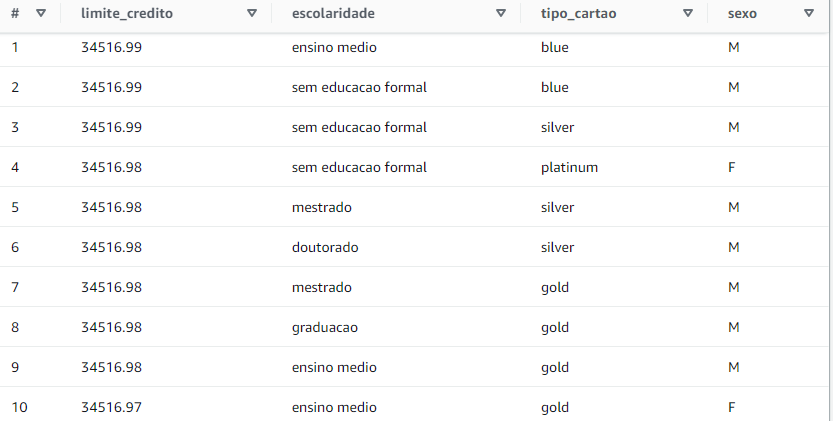 # limite_credito escolaridade tipo_cartao sexo
1 34516.99 ensino medio blue M
2 34516.99 sem educacao formal blue M
3 34516.99 sem educacao formal silver M
4 34516.98 sem educacao formal platinum F
5 34516.98 mestrado silver M
6 34516.98 doutorado silver M
7 34516.98 mestrado gold M
8 34516.98 graduacao gold M
9 34516.98 ensino medio gold M
10 34516.97 ensino medio gold F